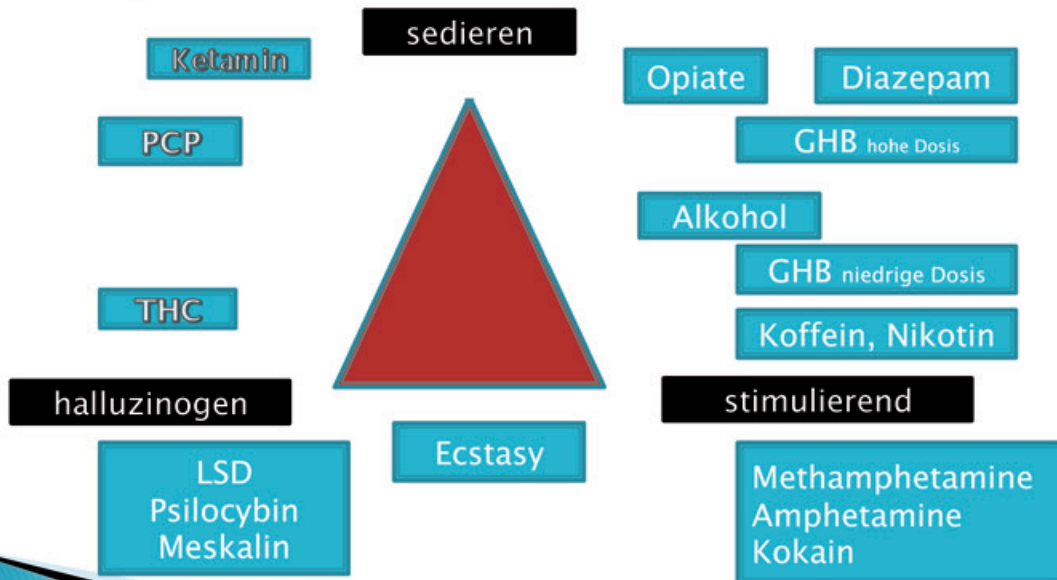 sedieren
Ketamin
Opiate
Diazepam
PCP
GHB hohe Dosis
Alkohol
GHB niedrige Dosis
THC
Koffein, Nikotin
halluzinogen
stimulierend
Ecstasy
LSD
Psilocybin
Meskalin
Methamphetamine
Amphetamine
Kokain